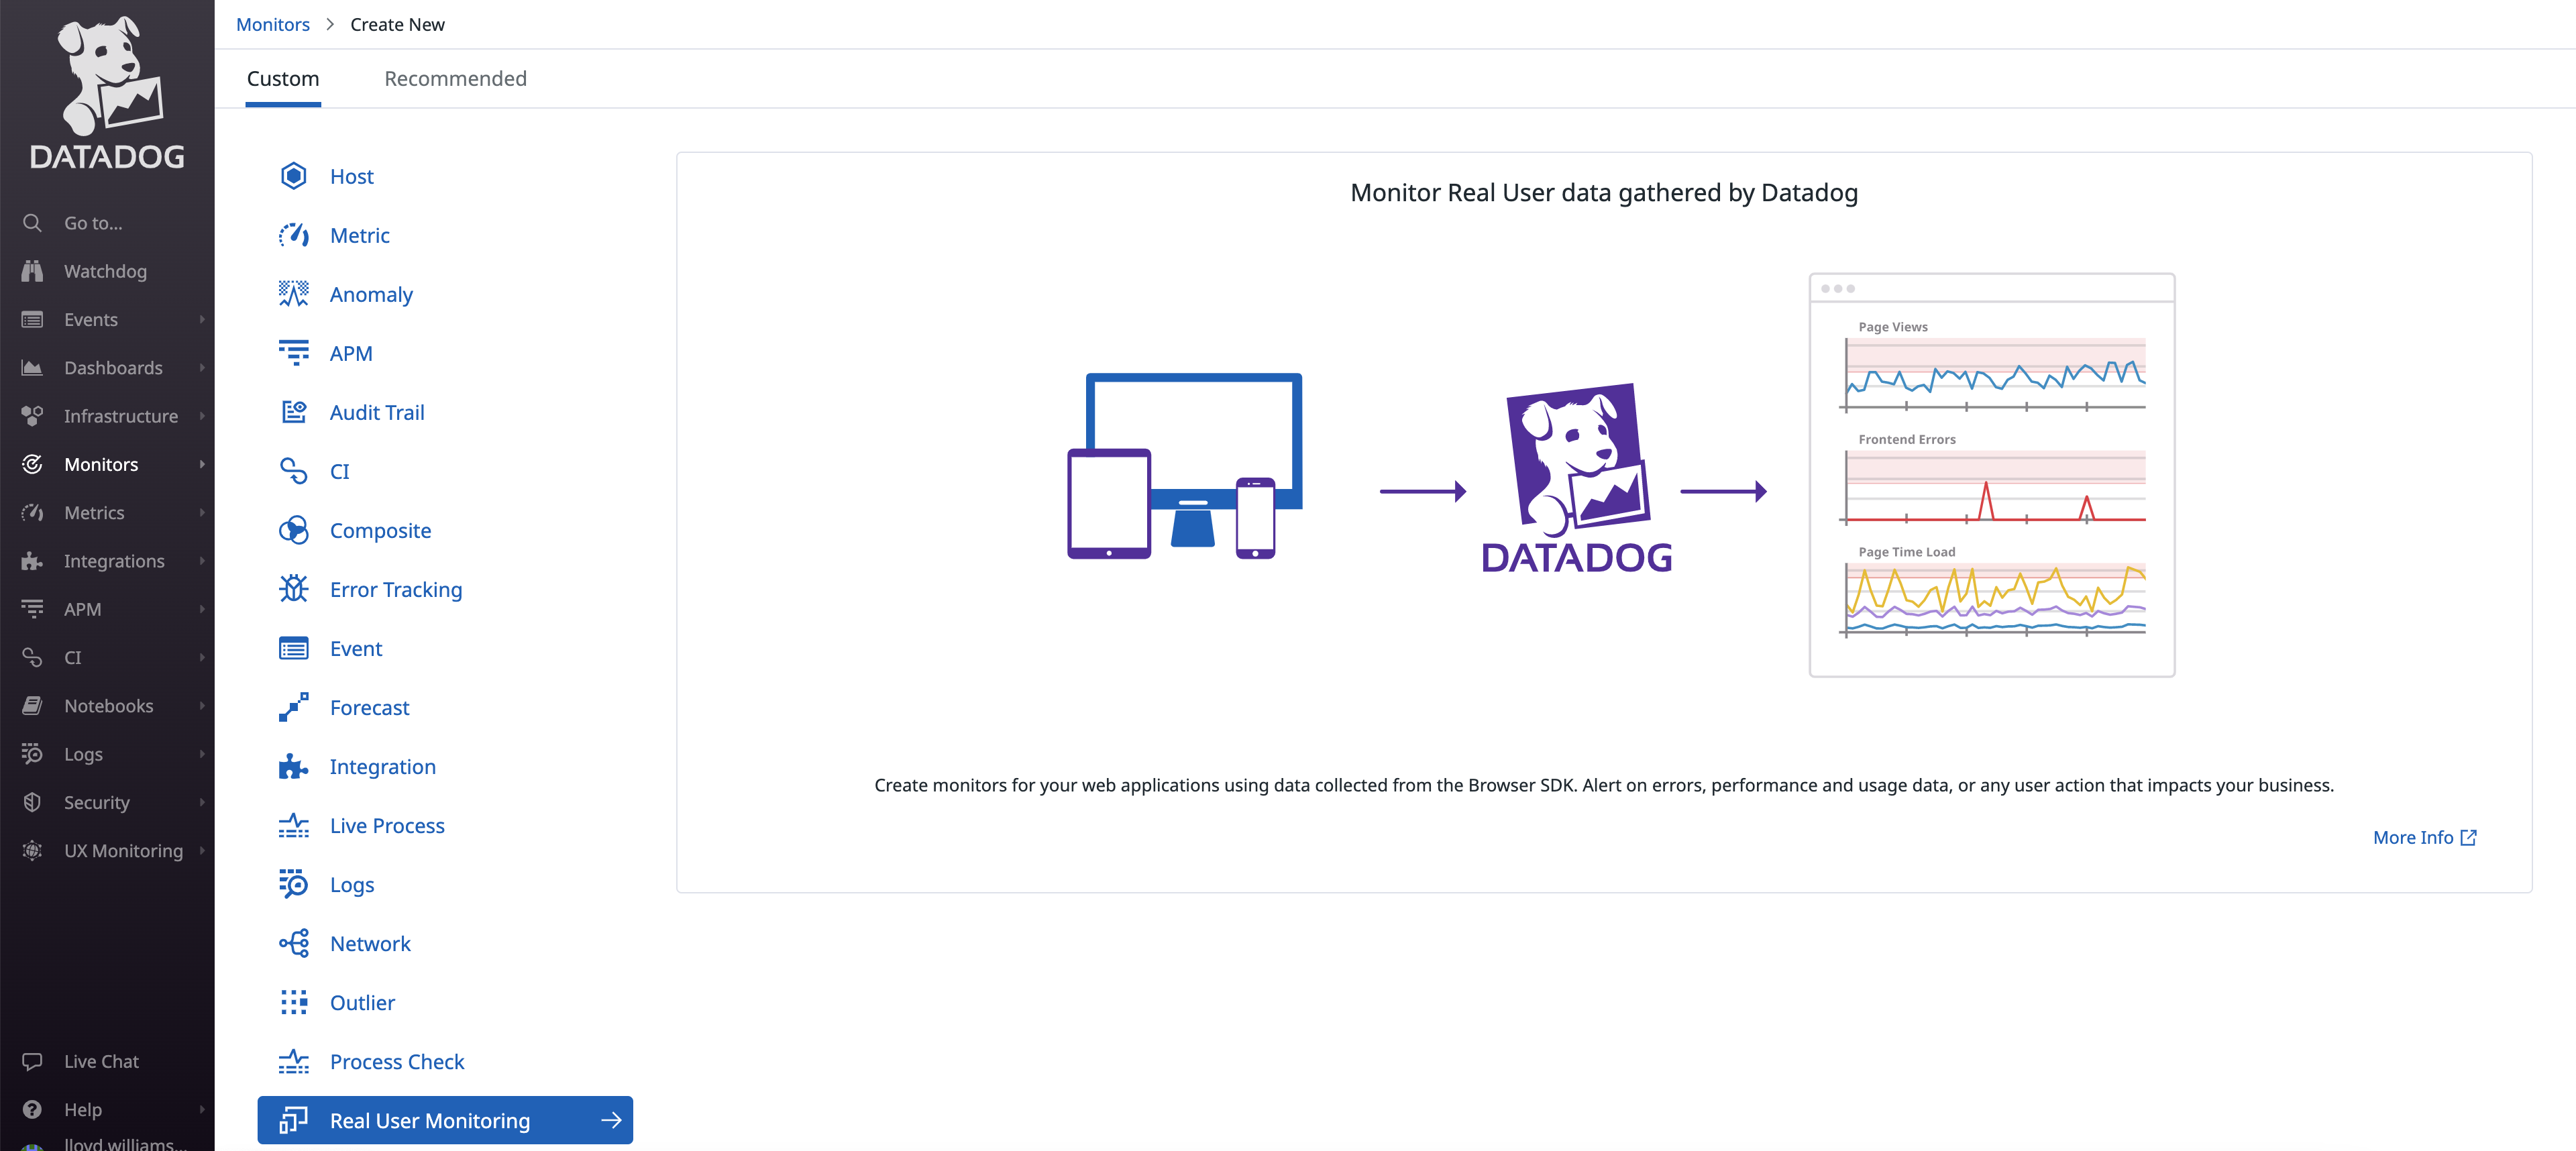 DATADOG
Go to...
Watchdog
Events
Dashboards
Infrastructure
Monitors
Metrics
Integrations
APM
CI
Notebooks
Logs
Security
UX Monitoring
Live Chat
Help
lloyd.williams...
Monitors > Create New
Custom Recommended
Host
Metric
Anomaly
APM
Audit Trail
CI
Composite
Error Tracking
Event
Forecast
Integration
Live Process
Logs
Network
Outlier
Process Check
Real User Monitoring
Monitor Real User data gathered by Datadog
DATADOG
Page Views
Frontend Errors
Page Time Load
Create monitors for your web applications using data collected from the Browser SDK. Alert on errors, performance and usage data, or any user action that impacts your business.
More Info